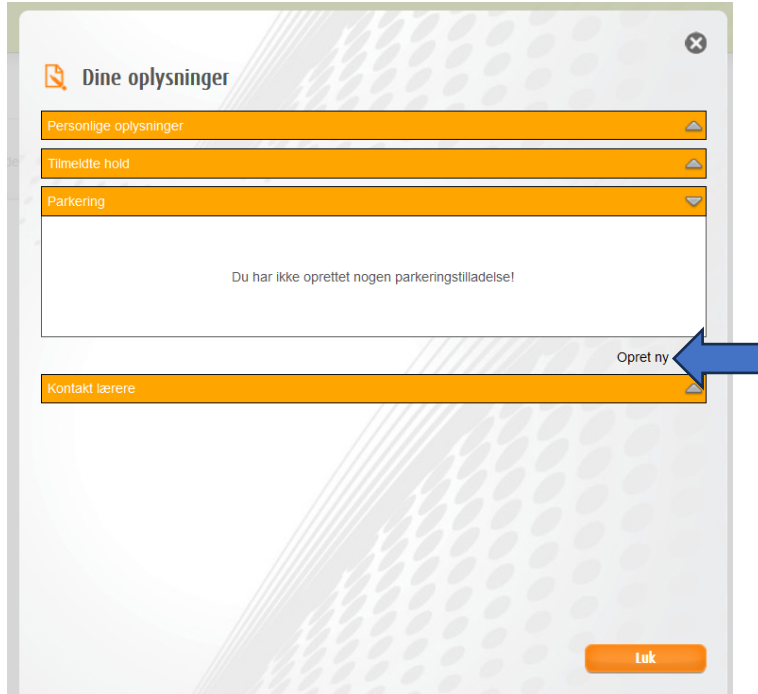 Dine oplysninger
Personlige oplysninger
Tilmeldte hold
Parkering
Du har ikke oprettet nogen parkeringstilladelse!
Opret ny
Kontakt lærere
Luk